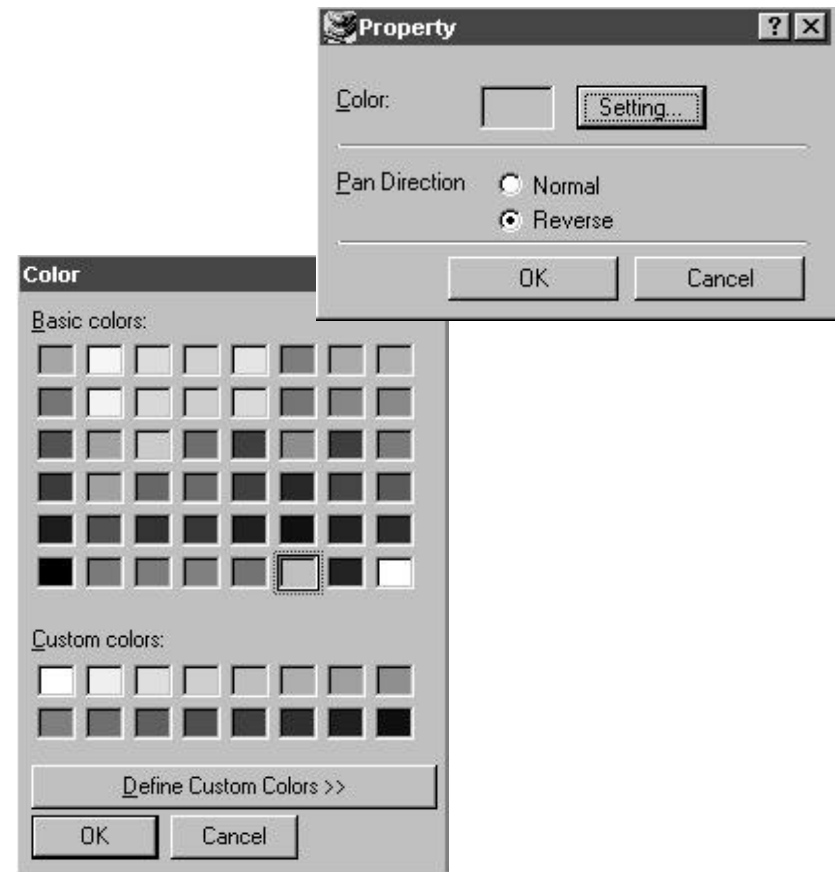 Property
Color: Setting...
Pan Direction Normal
Reverse
OK Cancel
Color
Basic colors:
Custom colors:
Define Custom Colors >>
OK Cancel